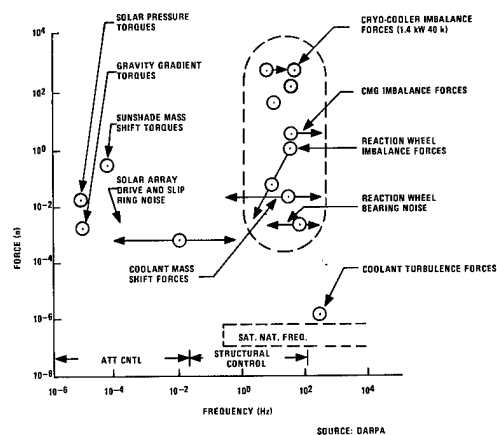 SOLAR PRESSURE
TORQUES
GRAVITY GRADIENT
TORQUES
SUNSHADE MASS
SHIFT TORQUES
SOLAR ARRAY
DRIVE AND SLIP
RING NOISE
COOLANT MASS
SHIFT FORCES
CRYO-COOLER IMBALANCE
FORCES (1.4 kW 40 k)
CMG IMBALANCE FORCES
REACTION WHEEL
IMBALANCE FORCES
REACTION WHEEL
BEARING NOISE
COOLANT TURBULENCE FORCES
SAT. NAT. FREQ.
ATT CNTL
STRUCTURAL
CONTROL
FORCE (n)
10⁴
10²
10⁰
10⁻²
10⁻⁴
10⁻⁶
10⁻⁸
10⁻⁶ 10⁻⁴ 10⁻² 10⁰ 10² 10⁴
FREQUENCY (Hz)
SOURCE: DARPA